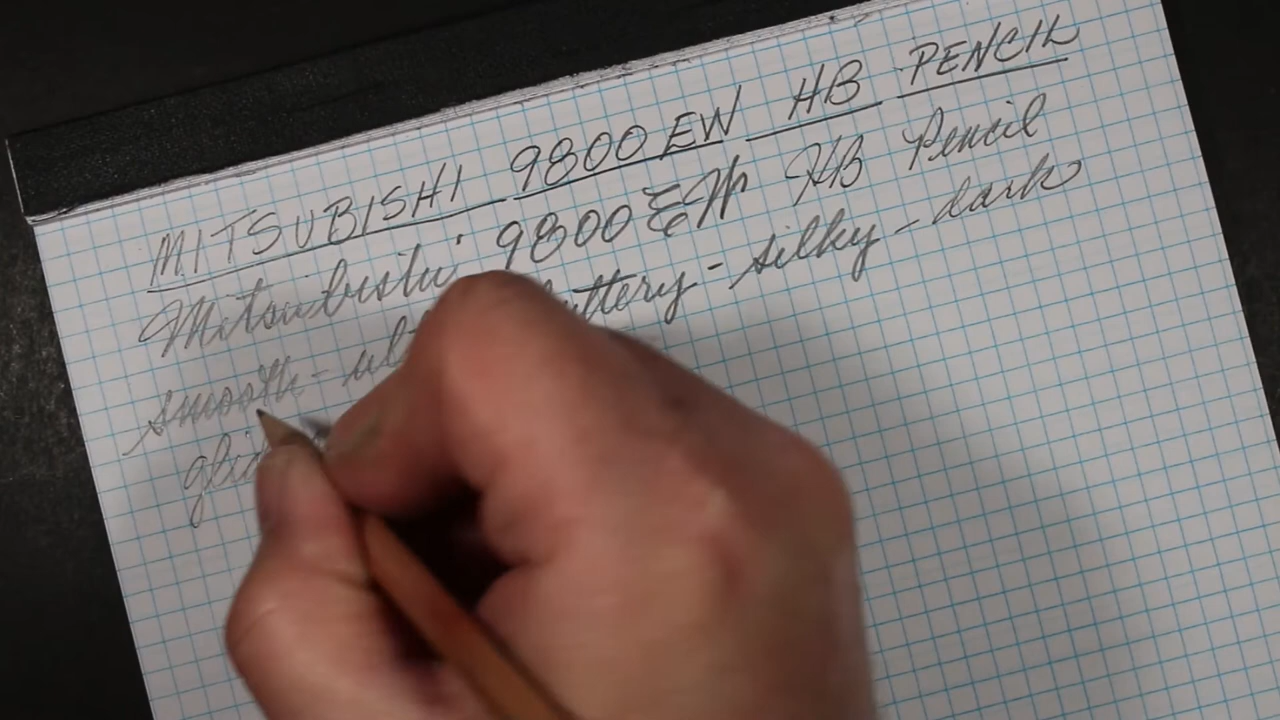 MITSUBISHI 9800 EW HB PENCIL
Mitsubishi 9800 EW HB Pencil
smooth - buttery - silky - dark